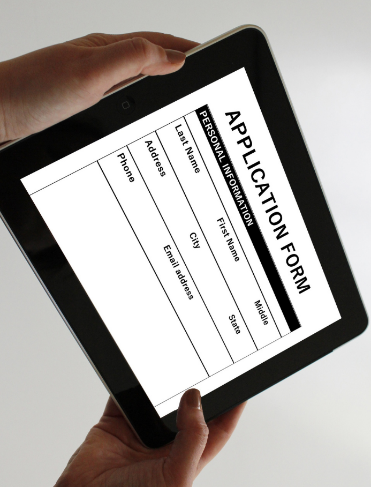 APPLICATION FORM
PERSONAL INFORMATION
Last Name First Name Middle
Address City State
Phone Email address